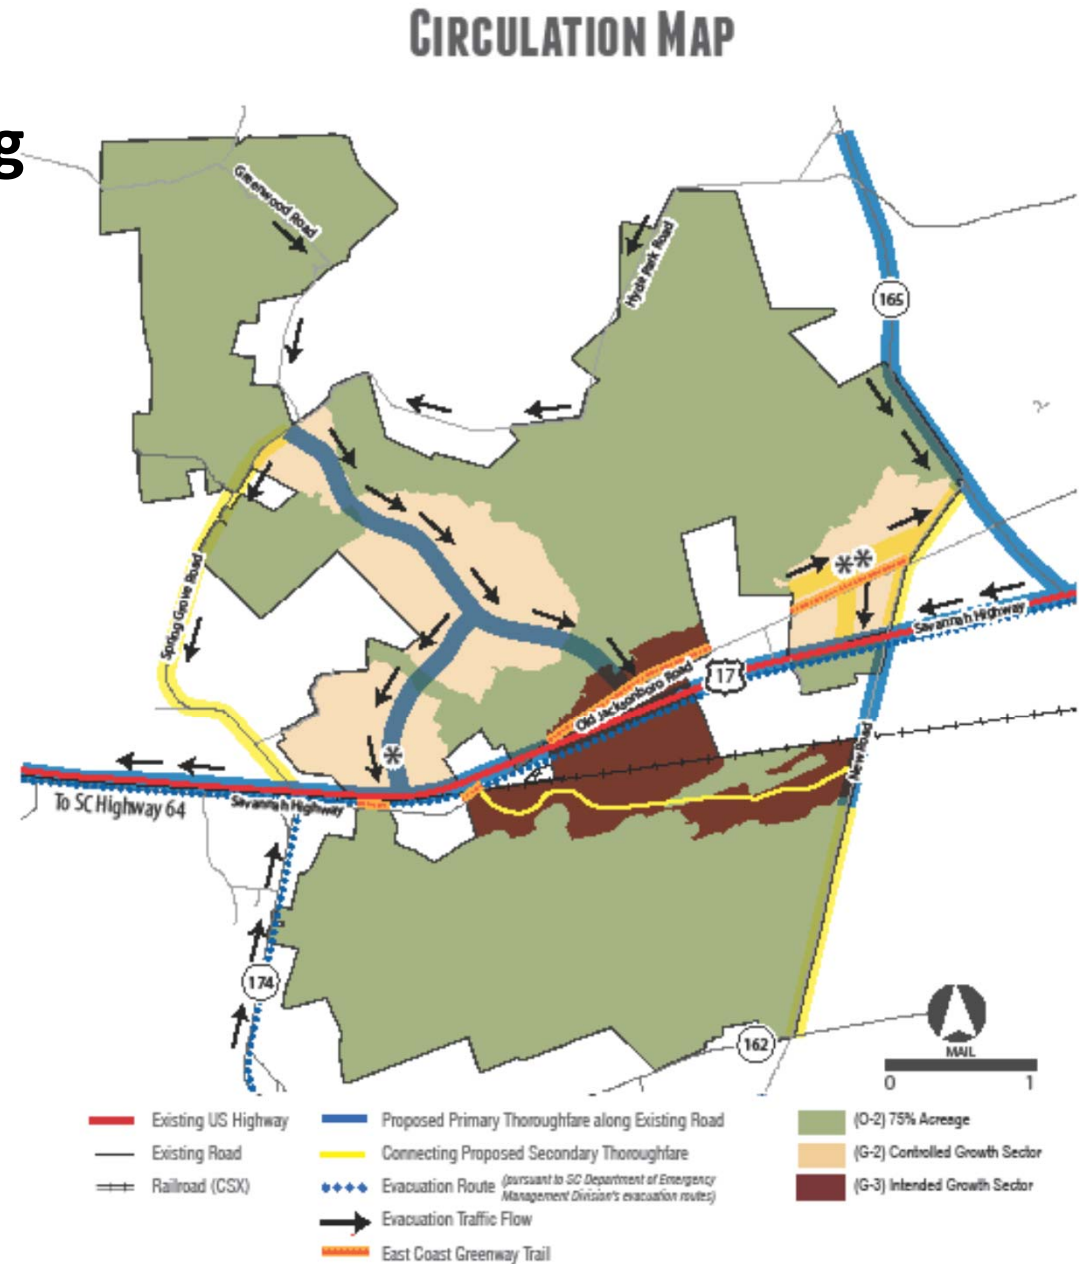 CIRCULATION MAP
g
Greenwood Road
Hyde Park Road
165
Spring Grove Road
**
Savannah Highway
17
Old Jacksonboro Road
*
New Road
To SC Highway 64
Savannah Highway
174
162
MAIL
0 1
Existing US Highway
Existing Road
Railroad (CSX)
Proposed Primary Thoroughfare along Existing Road
Connecting Proposed Secondary Thoroughfare
Evacuation Route (pursuant to SC Department of Emergency
Management Division's evacuation routes)
Evacuation Traffic Flow
East Coast Greenway Trail
(O-2) 75% Acreage
(G-2) Controlled Growth Sector
(G-3) Intended Growth Sector